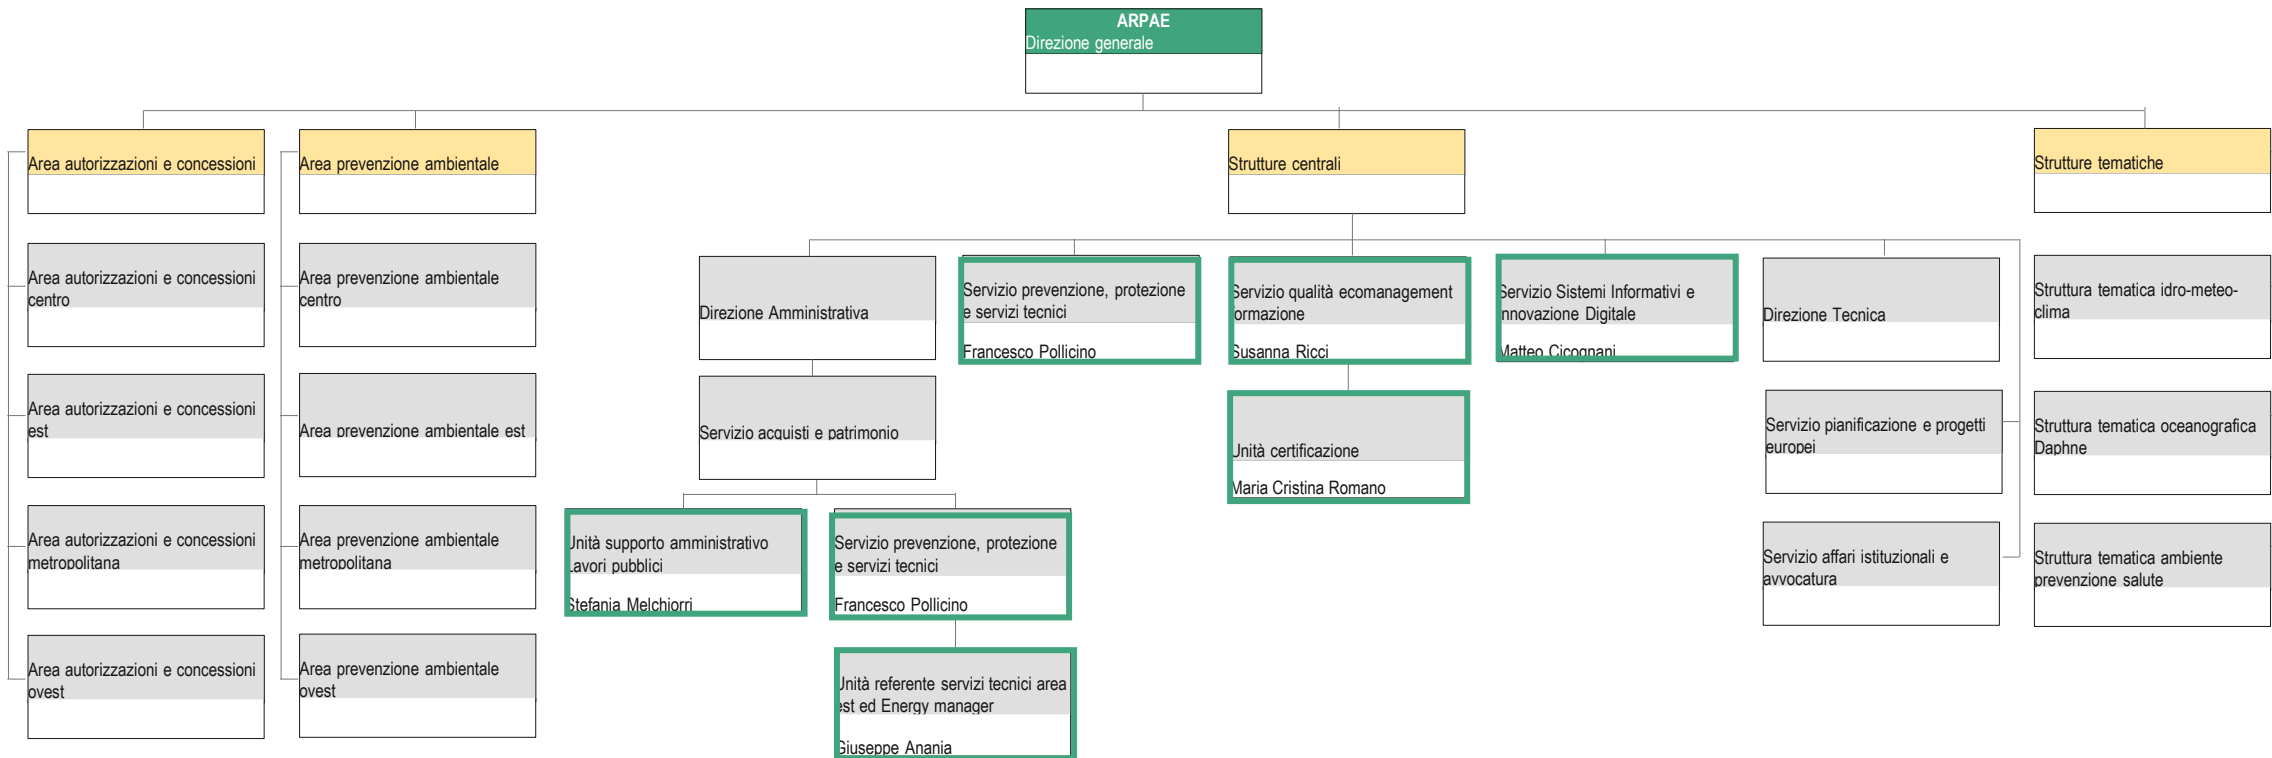 ARPAE
Direzione generale
Area autorizzazioni e concessioni
Area prevenzione ambientale
Strutture centrali
Strutture tematiche
Area autorizzazioni e concessioni
centro
Area prevenzione ambientale
centro
Direzione Amministrativa
Servizio prevenzione, protezione
e servizi tecnici
Francesco Pollicino
Servizio qualità ecomanagement
formazione
Susanna Ricci
Servizio Sistemi Informativi e
Innovazione Digitale
Matteo Cicognani
Direzione Tecnica
Struttura tematica idro-meteo-
clima
Area autorizzazioni e concessioni
est
Area prevenzione ambientale est
Servizio acquisti e patrimonio
Unità certificazione
Maria Cristina Romano
Servizio pianificazione e progetti
europei
Struttura tematica oceanografica
Daphne
Area autorizzazioni e concessioni
metropolitana
Area prevenzione ambientale
metropolitana
Unità supporto amministrativo
Lavori pubblici
Stefania Melchiorri
Servizio prevenzione, protezione
e servizi tecnici
Francesco Pollicino
Servizio affari istituzionali e
avvocatura
Struttura tematica ambiente
prevenzione salute
Area autorizzazioni e concessioni
ovest
Area prevenzione ambientale
ovest
Unità referente servizi tecnici area
est ed Energy manager
Giuseppe Anania